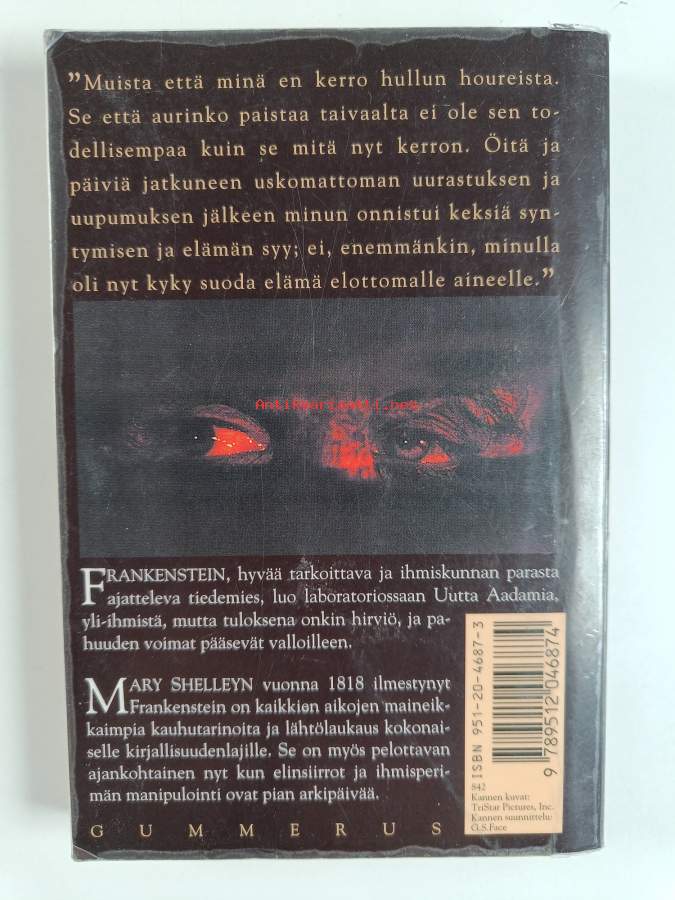 ”Muista että minä en kerro hullun houreista.
Se että aurinko paistaa taivaalta ei ole sen to-
dellisempaa kuin se mitä nyt kerron. Öitä ja
päiviä jatkuneen uskomattoman uurastuksen ja
uupumuksen jälkeen minun onnistui keksiä syn-
tymisen ja elämän syy; ei, enemmänkin, minulla
oli nyt kyky suoda elämä elottomalle aineelle.”
Antikvariaatti.net
FRANKENSTEIN, hyvää tarkoittava ja ihmiskunnan parasta
ajatteleva tiedemies, luo laboratoriossaan Uutta Aadamia,
yli-ihmistä, mutta tuloksena onkin hirviö, ja pa-
huuden voimat pääsevät valloilleen.
MARY SHELLEYN vuonna 1818 ilmestynyt
Frankenstein on kaikkien aikojen maineik-
kaimpia kauhutarinoita ja lähtölaukaus kokonai-
selle kirjallisuudenlajille. Se on myös pelottavan
ajankohtainen nyt kun elinsiirrot ja ihmisperi-
män manipulointi ovat pian arkipäivää.
GUMMERUS
ISBN 951-20-4687-3
9 789512 046874
S42
Kannen kuvat:
TriStar Pictures, Inc.
Kannen suunnittelu:
G.S.Face